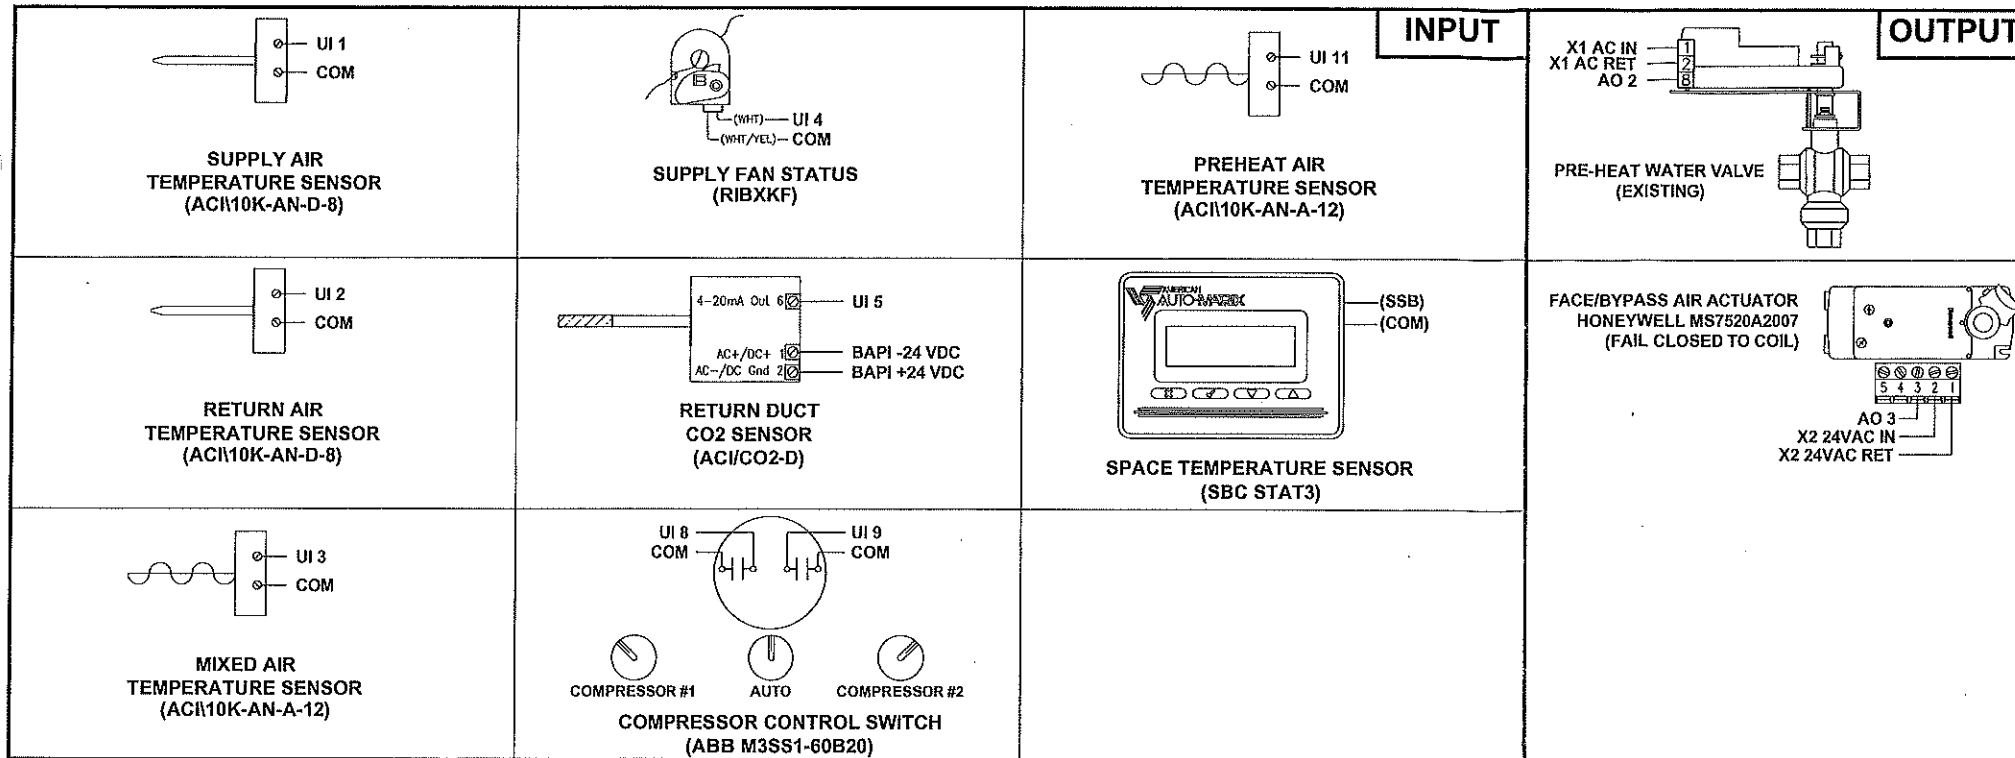 INPUT
OUTPUT
UI 1
COM
SUPPLY AIR
TEMPERATURE SENSOR
(ACI\10K-AN-D-8)
(WHT)
UI 4
(WHT/YEL)
COM
SUPPLY FAN STATUS
(RIBXKF)
UI 11
COM
PREHEAT AIR
TEMPERATURE SENSOR
(ACI\10K-AN-A-12)
X1 AC IN 1
X1 AC RET 2
AO 2 8
PRE-HEAT WATER VALVE
(EXISTING)
UI 2
COM
RETURN AIR
TEMPERATURE SENSOR
(ACI\10K-AN-D-8)
4-20mA Out 6 UI 5
AC+/DC+ 1 BAPI -24 VDC
AC-/DC Gnd 2 BAPI +24 VDC
RETURN DUCT
CO2 SENSOR
(ACI/CO2-D)
AMERICAN
AUTO-MATRIX
(SSB)
(COM)
SPACE TEMPERATURE SENSOR
(SBC STAT3)
FACE/BYPASS AIR ACTUATOR
HONEYWELL MS7520A2007
(FAIL CLOSED TO COIL)
Honeywell
5 4 3 2 1
AO 3
X2 24VAC IN
X2 24VAC RET
UI 3
COM
MIXED AIR
TEMPERATURE SENSOR
(ACI\10K-AN-A-12)
UI 8 UI 9
COM COM
COMPRESSOR #1 AUTO COMPRESSOR #2
COMPRESSOR CONTROL SWITCH
(ABB M3SS1-60B20)